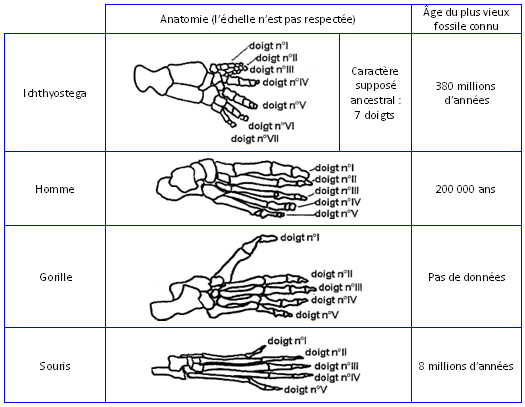 Anatomie (l'échelle n'est pas respectée)
Âge du plus vieux
fossile connu
Ichthyostega
doigt n°I
doigt n°II
doigt n°III
doigt n°IV
doigt n°V
doigt n°VI
doigt n°VII
Caractère
supposé
ancestral :
7 doigts
380 millions
d'années
Homme
doigt n°I
doigt n°II
doigt n°III
doigt n°IV
doigt n°V
200 000 ans
Gorille
doigt n°I
doigt n°II
doigt n°III
doigt n°IV
doigt n°V
Pas de données
Souris
doigt n°I
doigt n°II
doigt n°III
doigt n°IV
doigt n°V
8 millions d'années